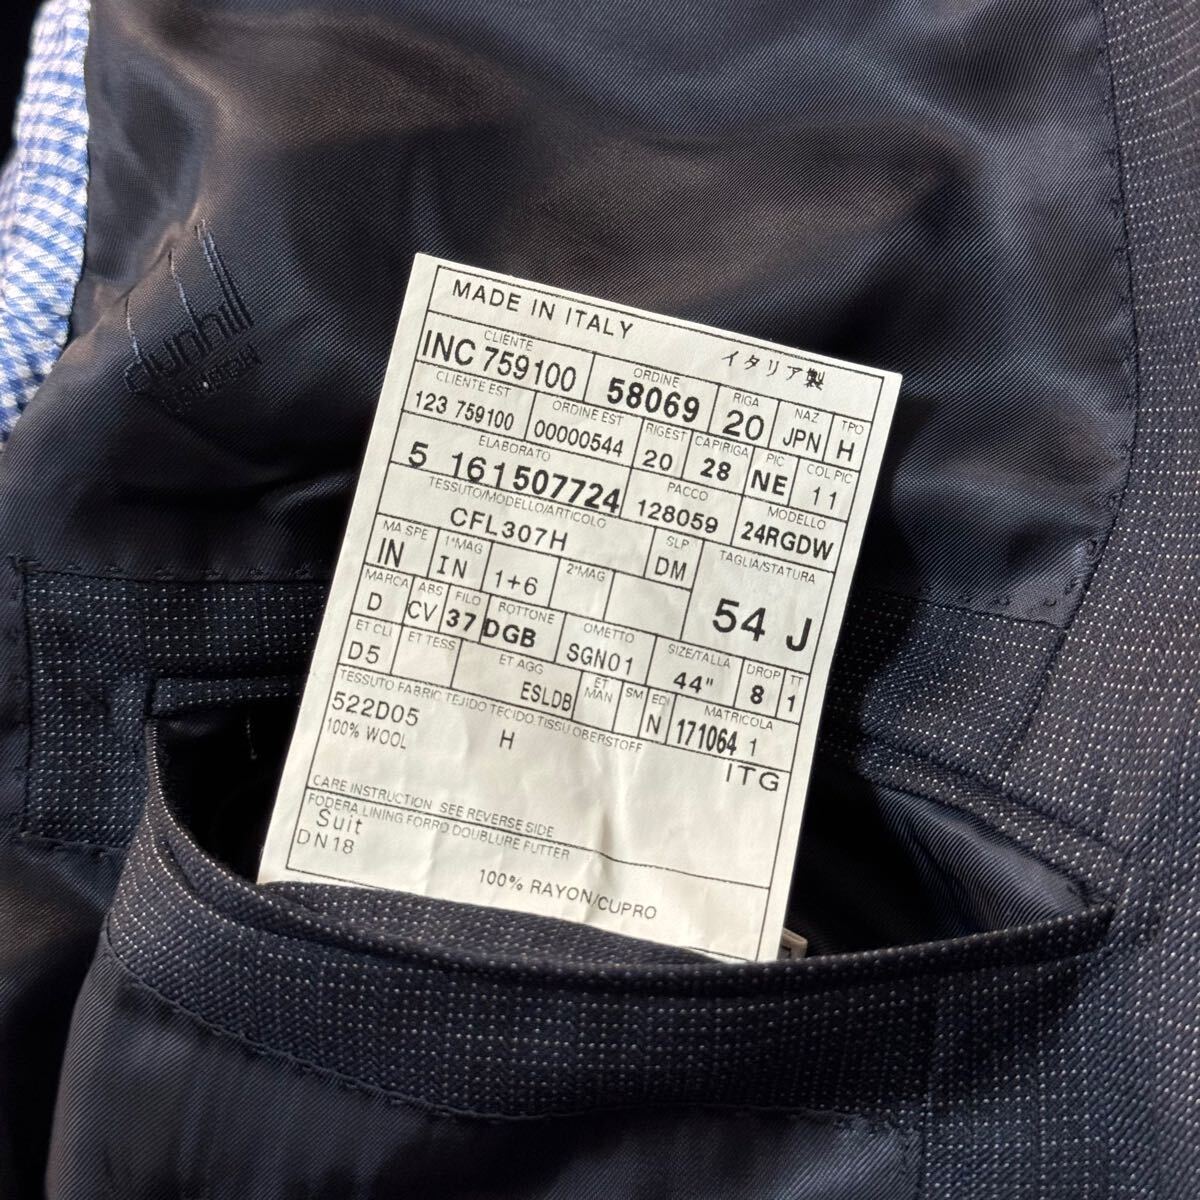 dunhill
MADE IN ITALY
イタリア製
CLIENTE ORDINE RIGA NAZ TPO
INC 759100 58069 20 JPN H
CLIENTE EST ORDINE EST RIGEST CAPIRIGA PIC COL PIC
123 759100 00000544 20 28 NE 11
ELABORATO PACCO MODELLO
5 161507724 128059 24RGDW
TESSUTO/MODELLO/ARTICOLO SLP TAGLIA/STATURA
CFL307H DM 54 J
MA SPE 1°MAG 2°MAG
IN IN 1+6
MARCA ABS FILO BOTTONE OMETTO SIZE/TALLA DROP TT
D CV 37 DGB SGN01 44" 8 1
ET CLI ET TESS ET AGG ET MAN SM EDI MATRICOLA
D5 ESLDB N 171064 1
TESSUTO FABRIC TEJIDO TECIDO TISSU OBERSTOFF
522D05 H ITG
100% WOOL
CARE INSTRUCTION SEE REVERSE SIDE
FODERA LINING FORRO DOUBLURE FUTTER
Suit
DN18
100% RAYON/CUPRO